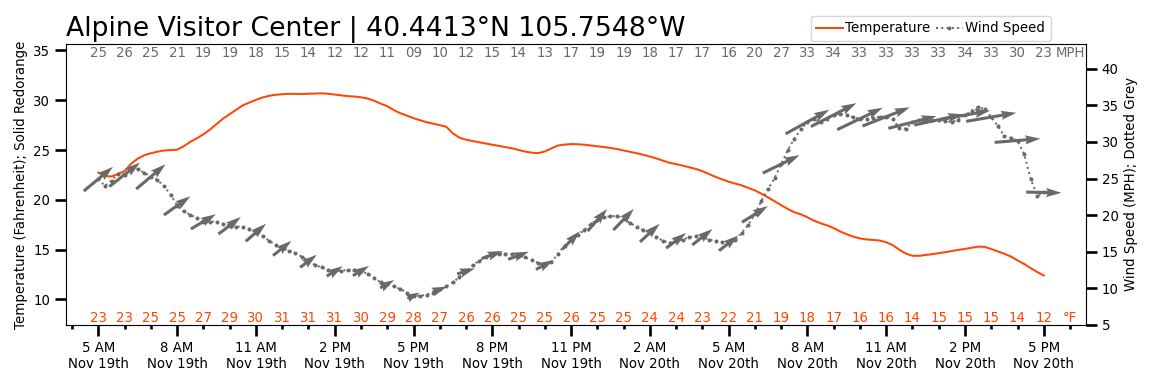 Alpine Visitor Center | 40.4413°N 105.7548°W
Temperature Wind Speed
25 26 25 21 19 19 18 15 14 12 12 11 09 10 12 15 14 13 17 19 19 18 17 17 16 20 27 33 34 33 33 33 33 34 33 30 23 MPH
Temperature (Fahrenheit); Solid Redorange
35
30
25
20
15
10
40
35
30
25
20
15
10
5
Wind Speed (MPH); Dotted Grey
23 23 25 25 27 29 30 31 31 31 30 29 28 27 26 26 25 25 26 25 25 24 24 23 22 21 19 18 17 16 16 14 15 15 15 14 12 °F
5 AM 8 AM 11 AM 2 PM 5 PM 8 PM 11 PM 2 AM 5 AM 8 AM 11 AM 2 PM 5 PM
Nov 19th Nov 19th Nov 19th Nov 19th Nov 19th Nov 19th Nov 19th Nov 20th Nov 20th Nov 20th Nov 20th Nov 20th Nov 20th